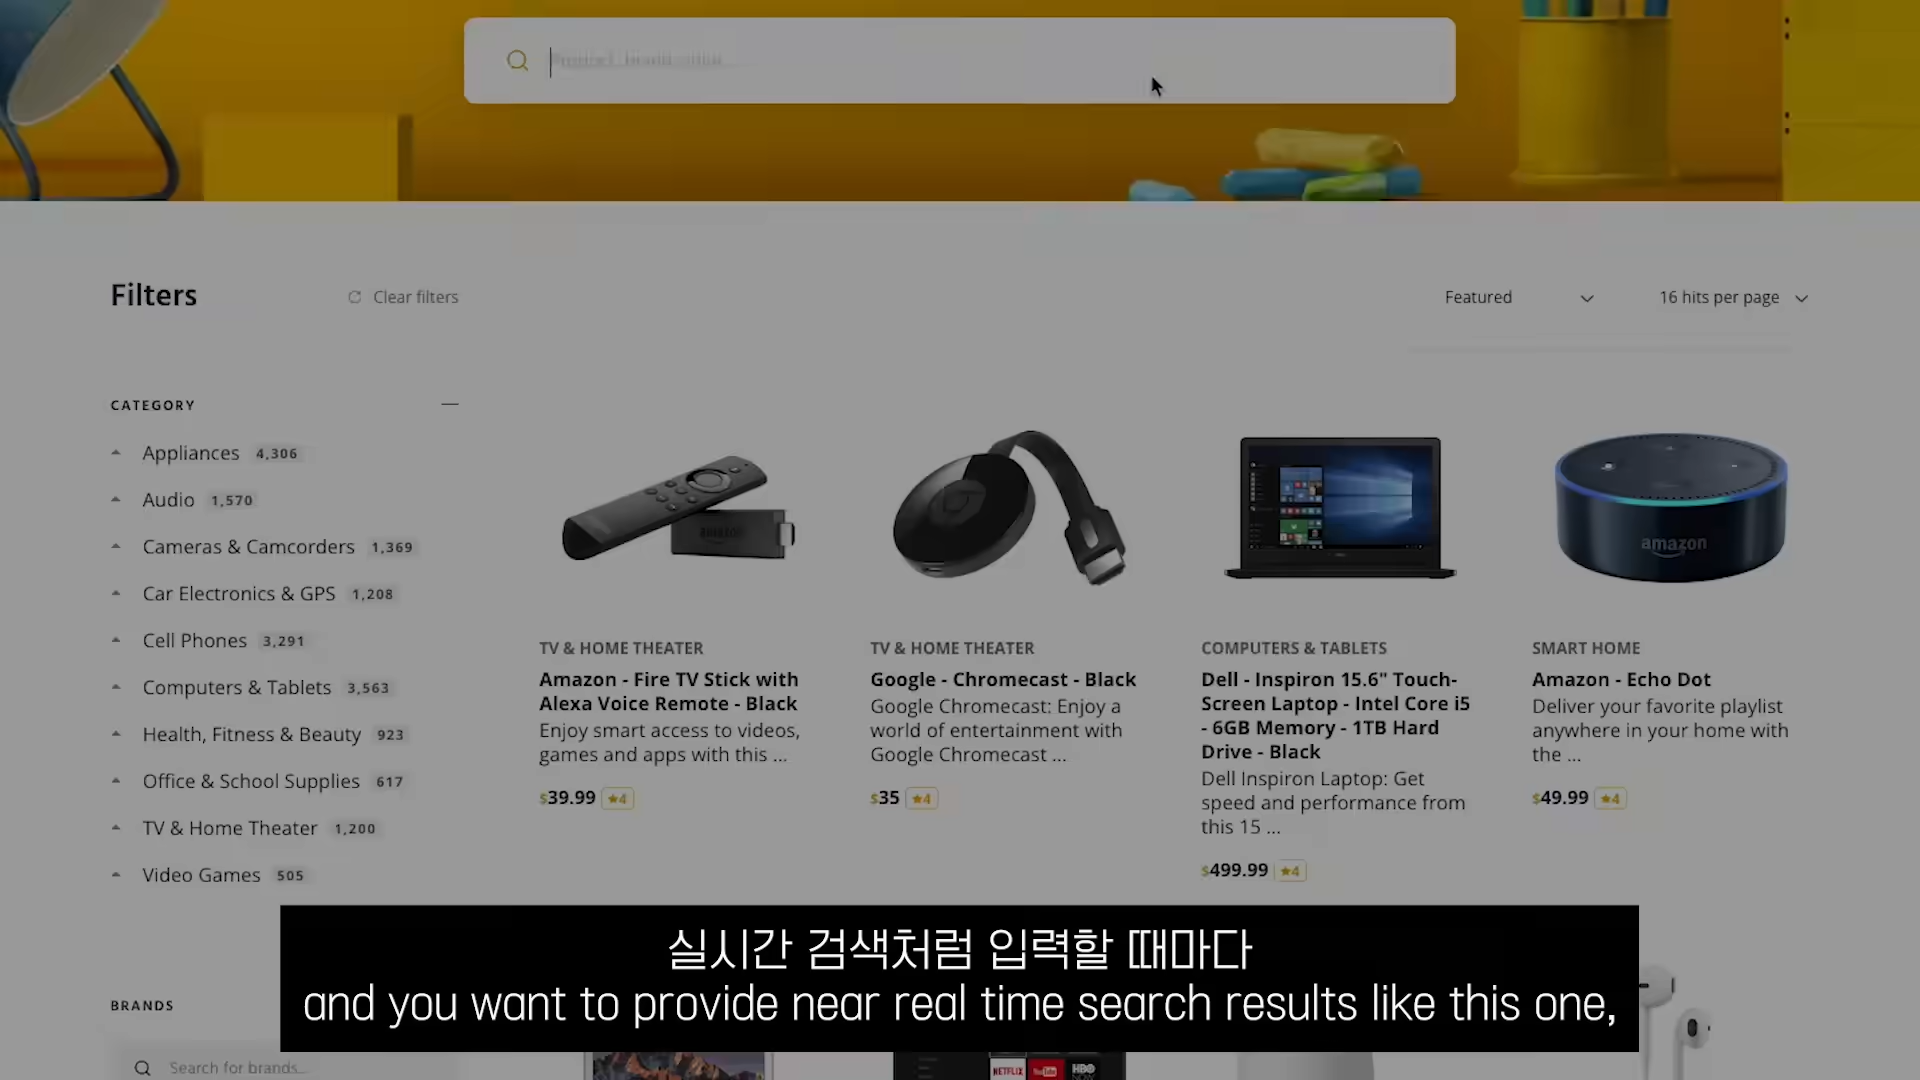 Filters
Clear filters
Featured
16 hits per page
CATEGORY
Appliances 4,306
Audio 1,570
Cameras & Camcorders 1,369
Car Electronics & GPS 1,208
Cell Phones 3,291
Computers & Tablets 3,563
Health, Fitness & Beauty 923
Office & School Supplies 617
TV & Home Theater 1,200
Video Games 505
BRANDS
Search for brands...
amazon
TV & HOME THEATER
Amazon - Fire TV Stick with
Alexa Voice Remote - Black
Enjoy smart access to videos,
games and apps with this ...
$39.99 ★4
TV & HOME THEATER
Google - Chromecast - Black
Google Chromecast: Enjoy a
world of entertainment with
Google Chromecast ...
$35 ★4
COMPUTERS & TABLETS
Dell - Inspiron 15.6" Touch-
Screen Laptop - Intel Core i5
- 6GB Memory - 1TB Hard
Drive - Black
Dell Inspiron Laptop: Get
speed and performance from
this 15 ...
$499.99 ★4
amazon
SMART HOME
Amazon - Echo Dot
Deliver your favorite playlist
anywhere in your home with
the ...
$49.99 ★4
실시간 검색처럼 입력할 때마다
and you want to provide near real time search results like this one,
NETFLIX
YouTube
HBO
NOW